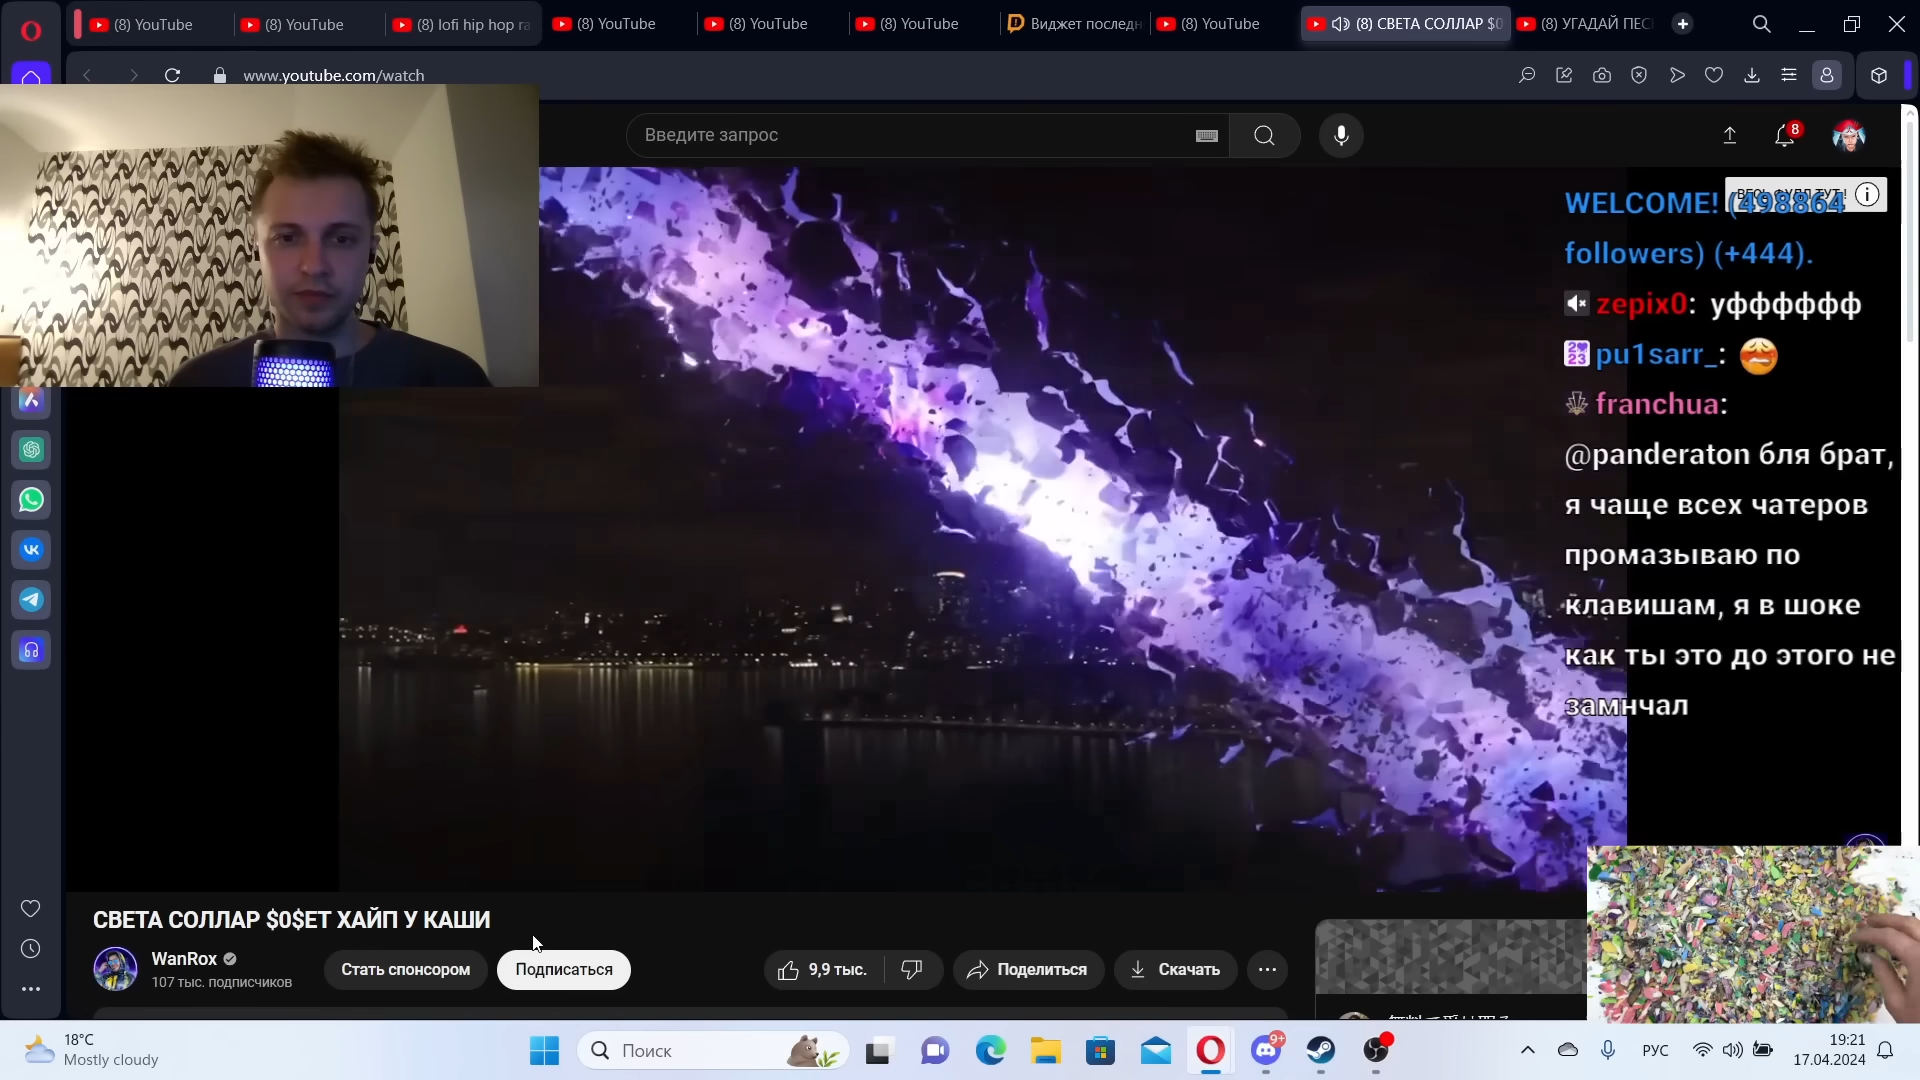 (8) YouTube
(8) YouTube
(8) lofi hip hop ra
(8) YouTube
(8) YouTube
(8) YouTube
Виджет последн
(8) YouTube
(8) СВЕТА СОЛЛАР $0
(8) УГАДАЙ ПЕС
www.youtube.com/watch
Введите запрос
8
WELCOME! (498864
followers) (+444).
zepix0: уффффф
pu1sarr_:
franchua:
@panderaton бля брат,
я чаще всех чатеров
промазываю по
клавишам, я в шоке
как ты это до этого не
замнчал
СВЕТА СОЛЛАР $0$ЕТ ХАЙП У КАШИ
WanRox
107 тыс. подписчиков
Стать спонсором
Подписаться
9,9 тыс.
Поделиться
Скачать
18°C
Mostly cloudy
Поиск
9+
РУС
19:21
17.04.2024